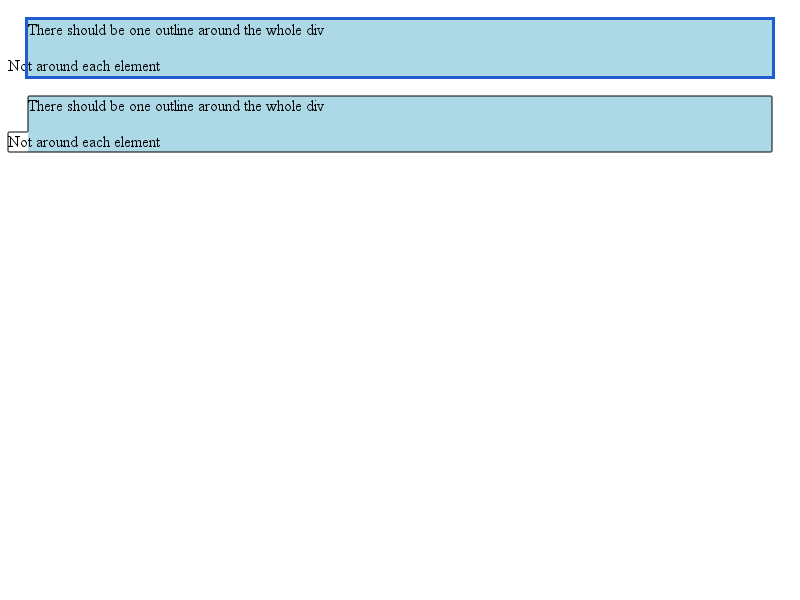 There should be one outline around the whole div
Not around each element
There should be one outline around the whole div
Not around each element